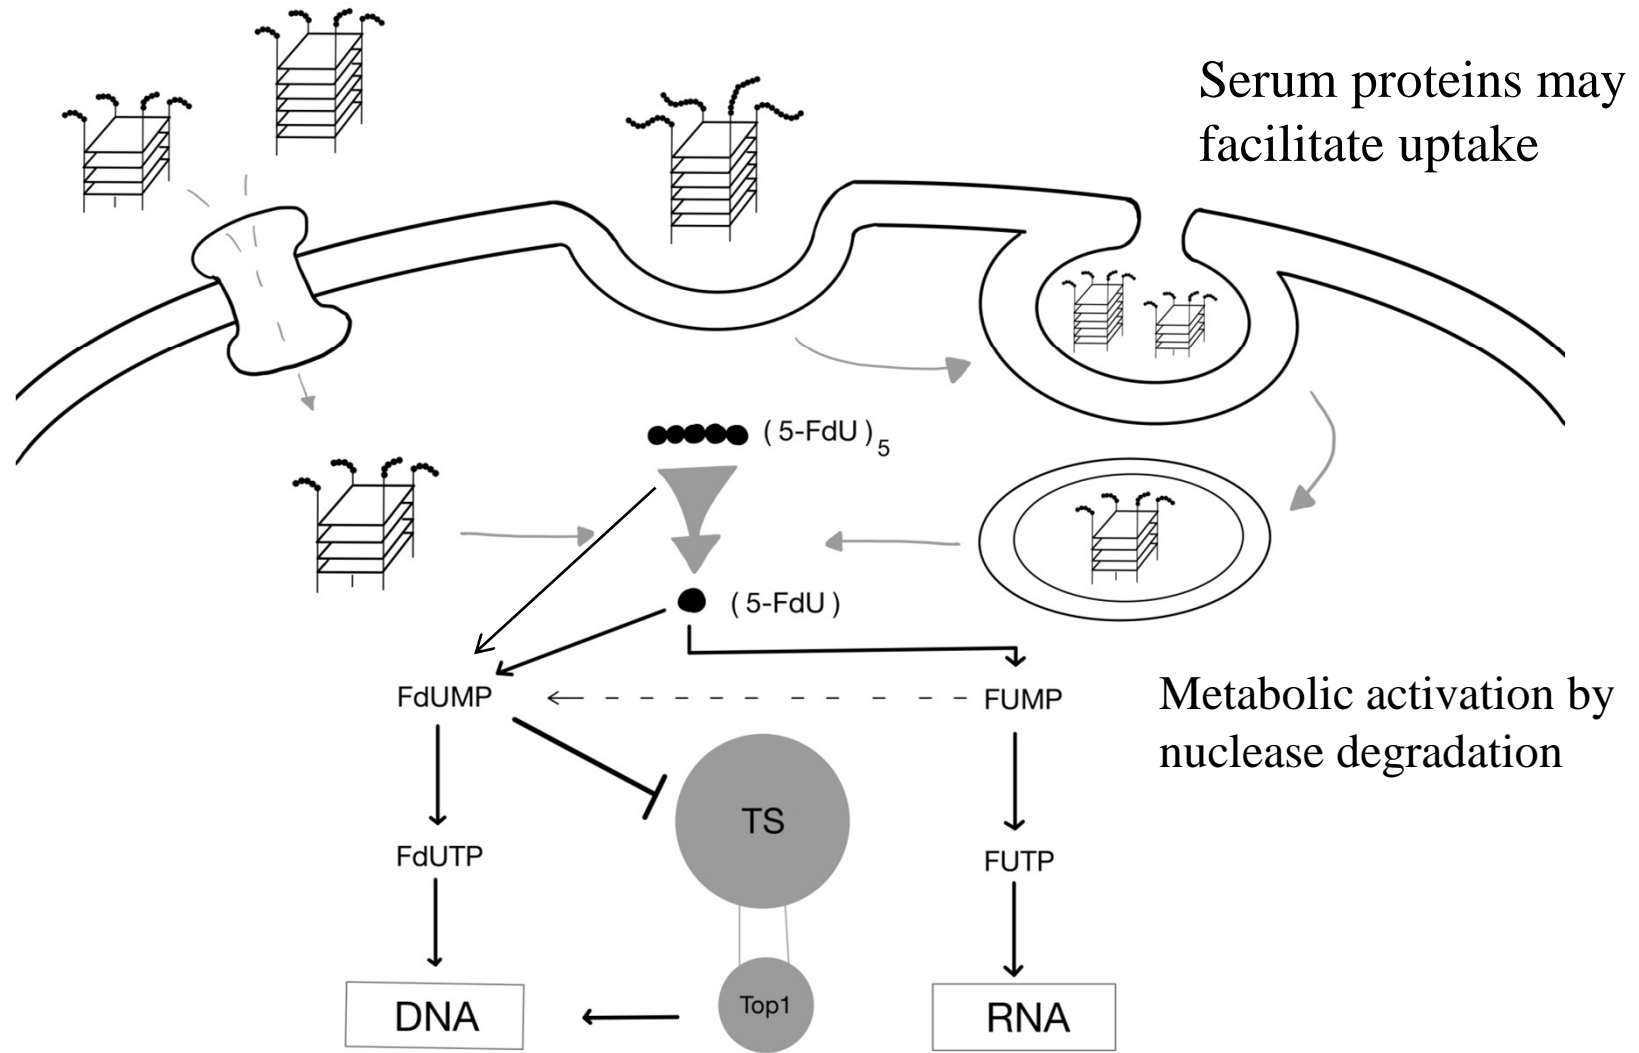 Serum proteins may
facilitate uptake
(5-FdU)5
(5-FdU)
FdUMP
FUMP
Metabolic activation by
nuclease degradation
TS
FdUTP
FUTP
Top1
DNA
RNA